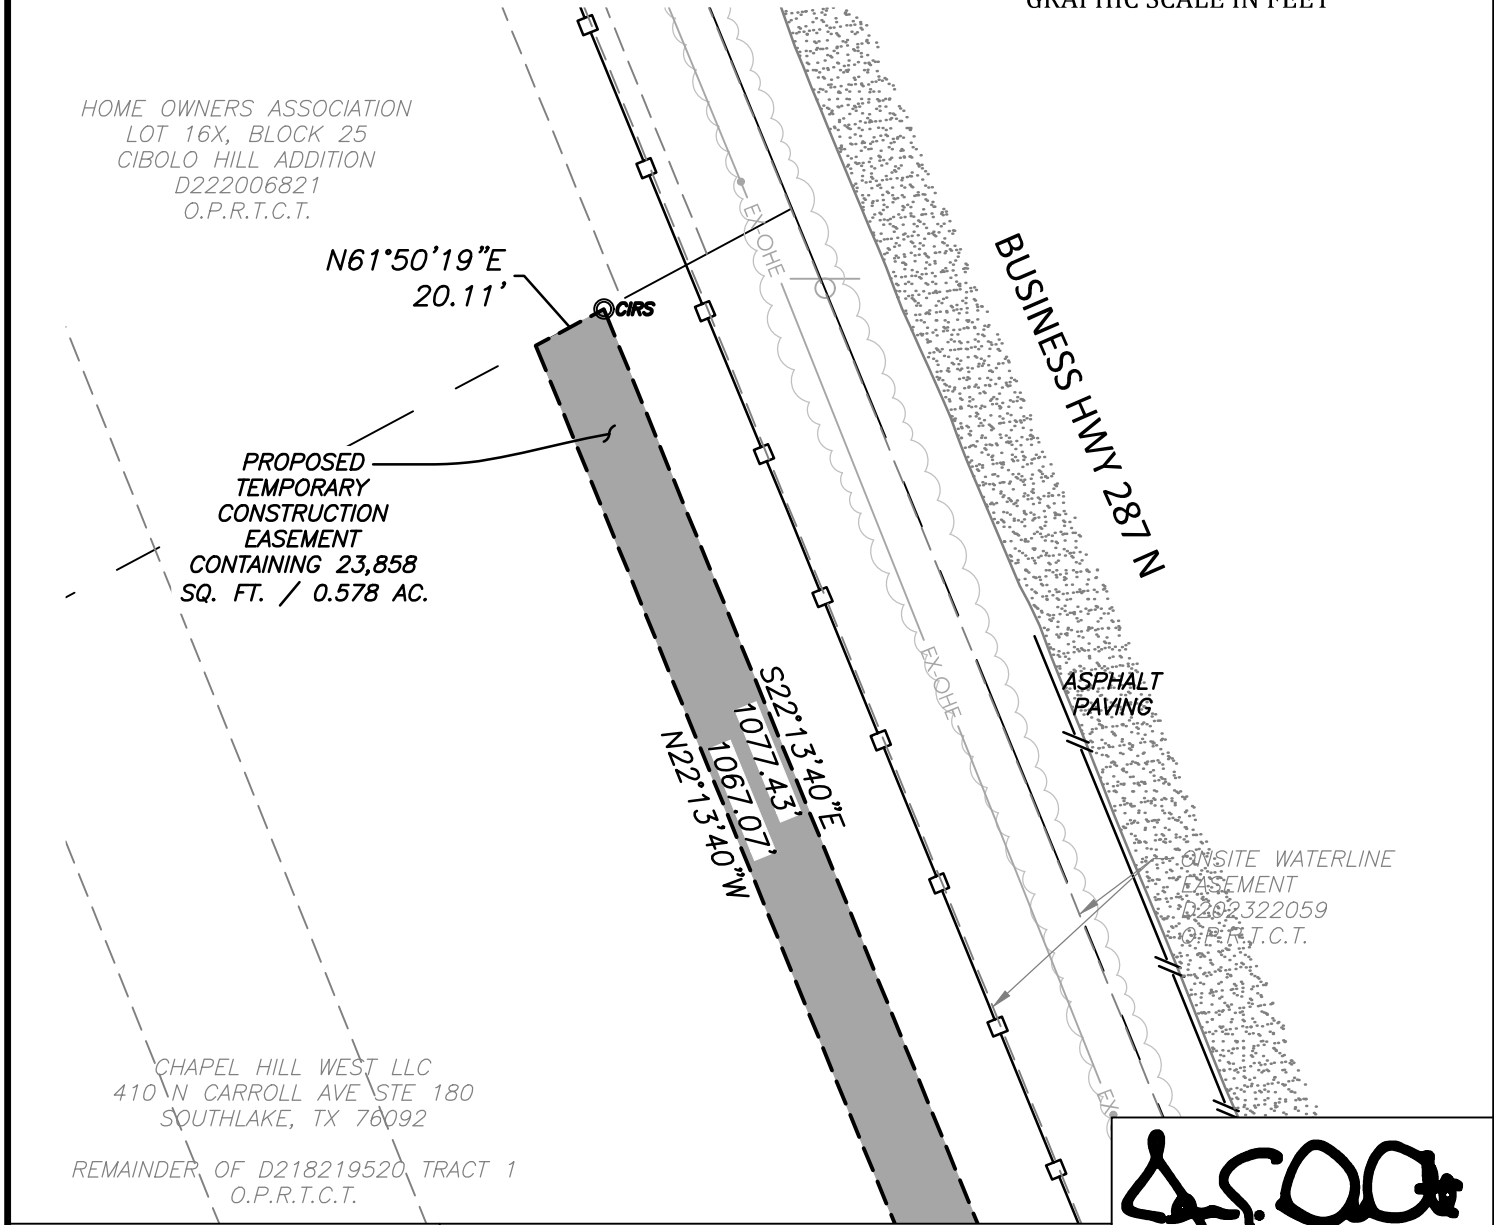 GRAPHIC SCALE IN FEET
HOME OWNERS ASSOCIATION
LOT 16X, BLOCK 25
CIBOLO HILL ADDITION
D222006821
O.P.R.T.C.T.
N61°50'19"E
20.11'
CIRS
EX-OHE
BUSINESS HWY 287 N
PROPOSED
TEMPORARY
CONSTRUCTION
EASEMENT
CONTAINING 23,858
SQ. FT. / 0.578 AC.
S22°13'40"E
1077.43'
1067.07'
N22°13'40"W
EX-OHE
ASPHALT
PAVING
ONSITE WATERLINE
EASEMENT
D202322059
O.P.R.T.C.T.
CHAPEL HILL WEST LLC
410 N CARROLL AVE STE 180
SOUTHLAKE, TX 76092
REMAINDER OF D218219520 TRACT 1
O.P.R.T.C.T.
EX